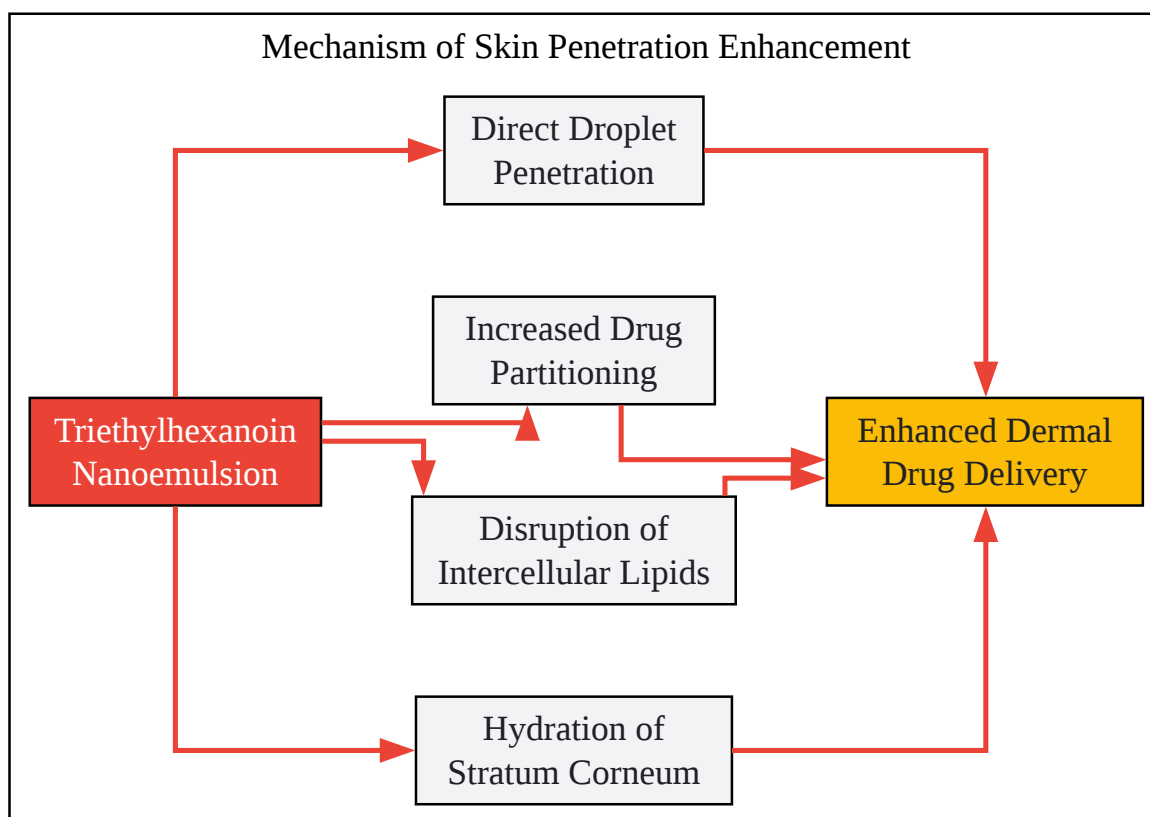 Mechanism of Skin Penetration Enhancement
Direct Droplet
Penetration
Increased Drug
Partitioning
Triethylhexanoin
Nanoemulsion
Enhanced Dermal
Drug Delivery
Disruption of
Intercellular Lipids
Hydration of
Stratum Corneum